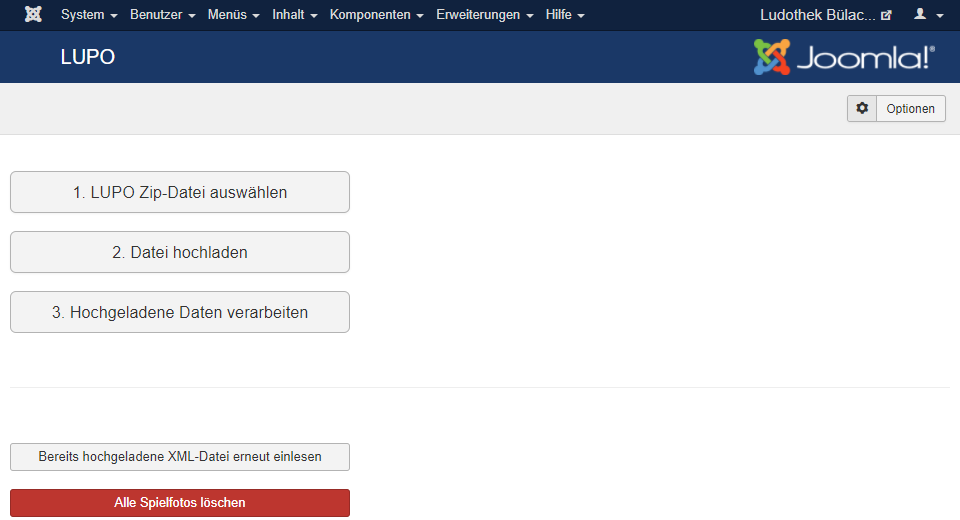 System Benutzer Menüs Inhalt Komponenten Erweiterungen Hilfe Ludothek Bülac...
LUPO Joomla!®
Optionen
1. LUPO Zip-Datei auswählen
2. Datei hochladen
3. Hochgeladene Daten verarbeiten
Bereits hochgeladene XML-Datei erneut einlesen
Alle Spielfotos löschen